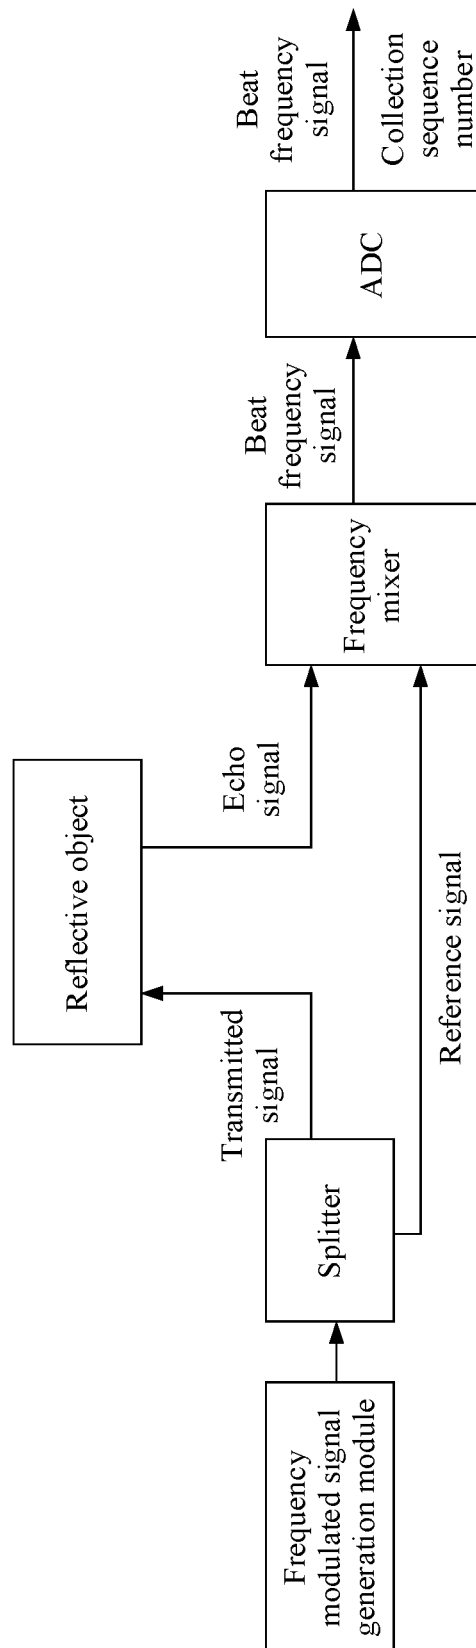 Frequency
modulated signal
generation module
Splitter
Transmitted
signal
Reflective object
Echo
signal
Reference signal
Frequency
mixer
Beat
frequency
signal
ADC
Beat
frequency
signal
Collection
sequence
number